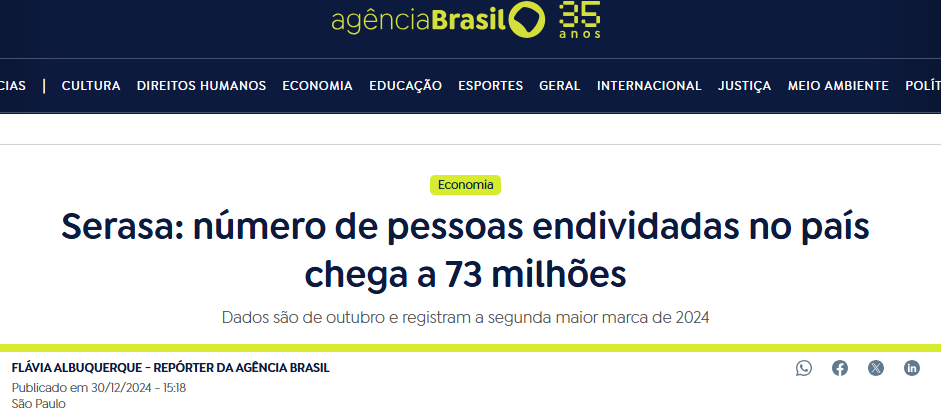 agênciaBrasil 35 anos
CIAS | CULTURA DIREITOS HUMANOS ECONOMIA EDUCAÇÃO ESPORTES GERAL INTERNACIONAL JUSTIÇA MEIO AMBIENTE POLÍT
Economia
Serasa: número de pessoas endividadas no país
chega a 73 milhões
Dados são de outubro e registram a segunda maior marca de 2024
FLÁVIA ALBUQUERQUE - REPÓRTER DA AGÊNCIA BRASIL
Publicado em 30/12/2024 - 15:18
São Paulo